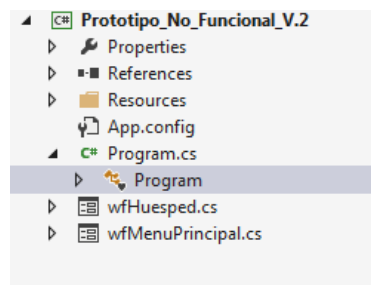 C# Prototipo_No_Funcional_V.2
Properties
References
Resources
App.config
C# Program.cs
Program
wfHuesped.cs
wfMenuPrincipal.cs